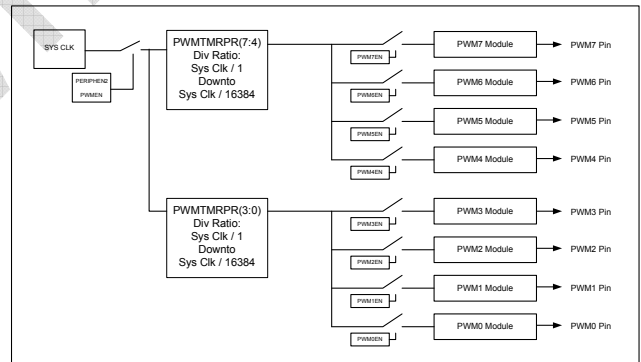 SYS CLK
PERIPHEN2
PWMEN
PWMTMRPR(7:4)
Div Ratio:
Sys Clk / 1
Downto
Sys Clk / 16384
PWM7EN
PWM7 Module
PWM7 Pin
PWM6EN
PWM6 Module
PWM6 Pin
PWM5EN
PWM5 Module
PWM5 Pin
PWM4EN
PWM4 Module
PWM4 Pin
PWMTMRPR(3:0)
Div Ratio:
Sys Clk / 1
Downto
Sys Clk / 16384
PWM3EN
PWM3 Module
PWM3 Pin
PWM2EN
PWM2 Module
PWM2 Pin
PWM1EN
PWM1 Module
PWM1 Pin
PWM0EN
PWM0 Module
PWM0 Pin